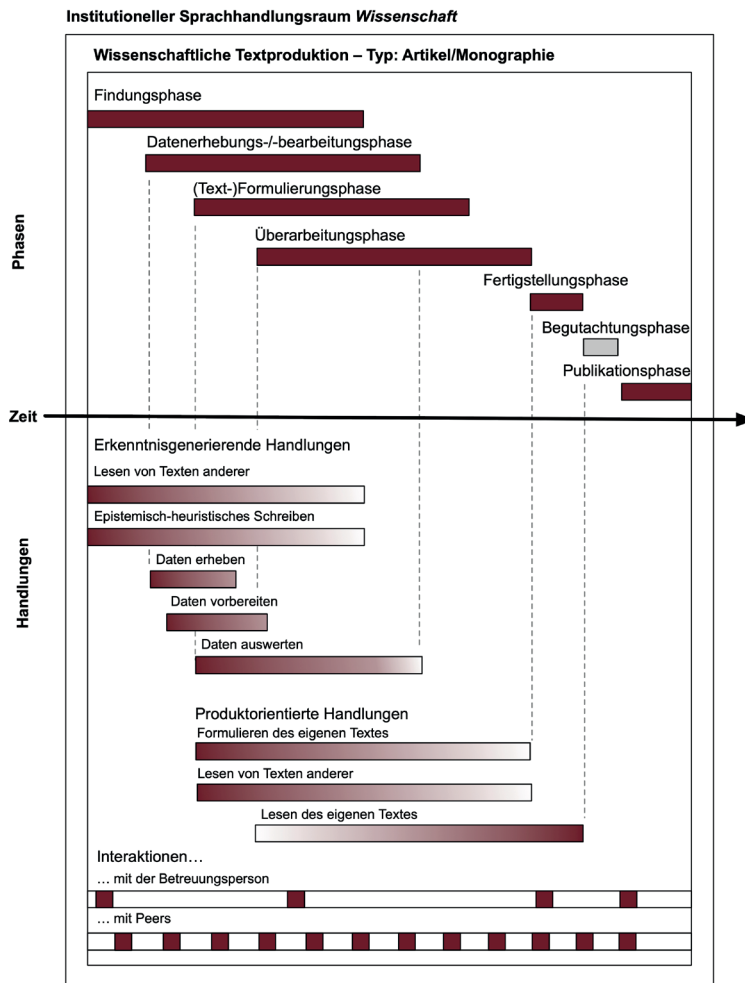 Institutioneller Sprachhandlungsraum Wissenschaft
Wissenschaftliche Textproduktion – Typ: Artikel/Monographie
Phasen
Findungsphase
Datenerhebungs-/-bearbeitungsphase
(Text-)Formulierungsphase
Überarbeitungsphase
Fertigstellungsphase
Begutachtungsphase
Publikationsphase
Zeit
Handlungen
Erkenntnisgenerierende Handlungen
Lesen von Texten anderer
Epistemisch-heuristisches Schreiben
Daten erheben
Daten vorbereiten
Daten auswerten
Produktorientierte Handlungen
Formulieren des eigenen Textes
Lesen von Texten anderer
Lesen des eigenen Textes
Interaktionen…
… mit der Betreuungsperson
… mit Peers